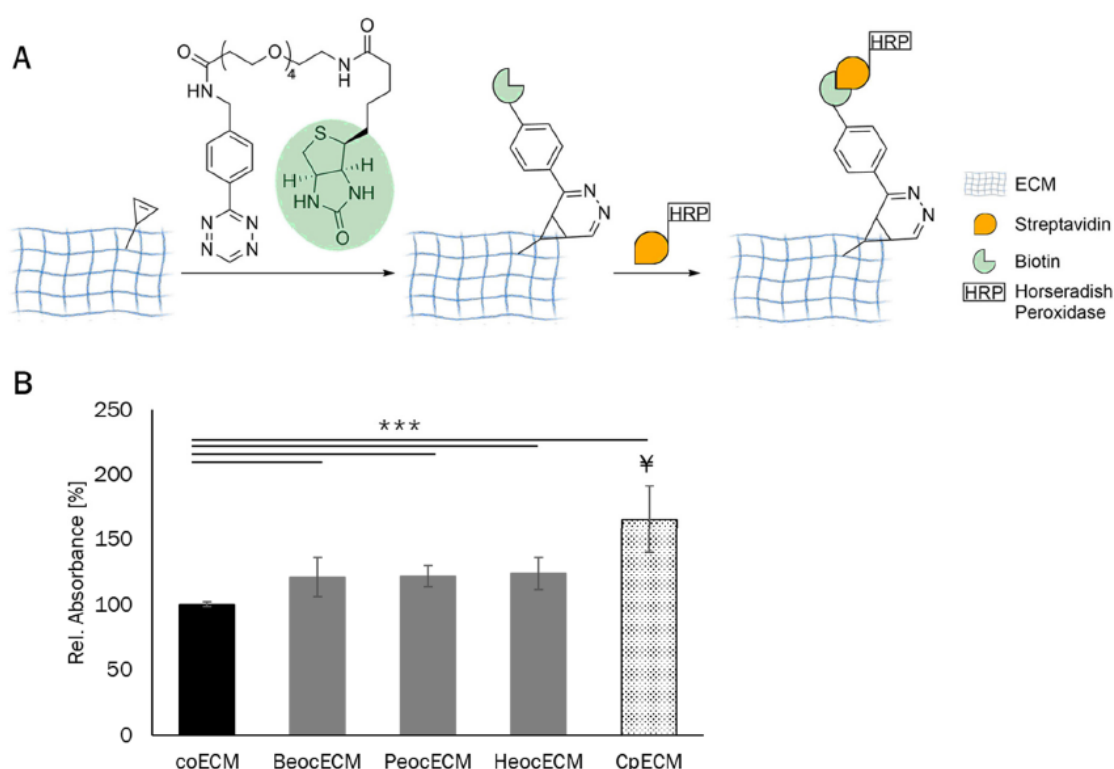 A
O
O
4
N
H
O
HN
S
H
H
HN
NH
O
N
N
N
N
N
N
HRP
HRP
N
N
ECM
Streptavidin
Biotin
HRP
Horseradish
Peroxidase
B
250
200
150
100
50
0
Rel. Absorbance [%]
***
¥
coECM
BeocECM
PeocECM
HeocECM
CpECM